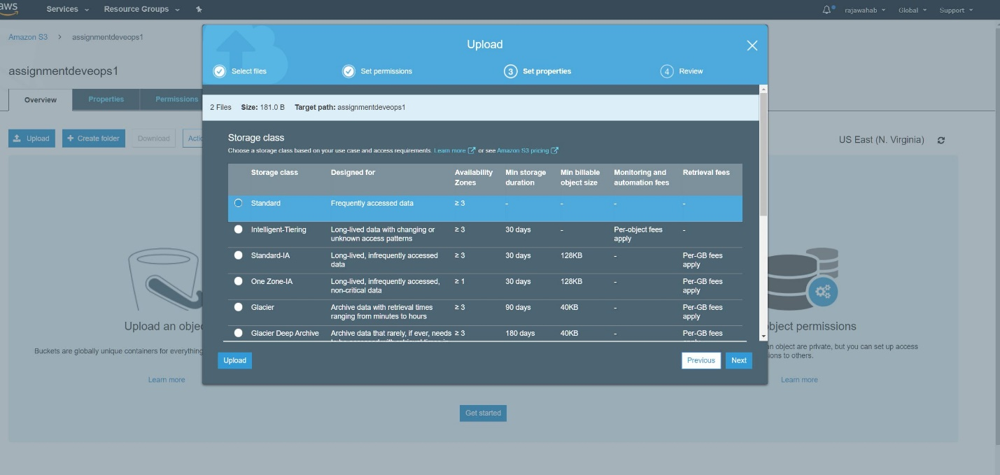 aws
Services
Resource Groups
rajawahab
Global
Support
Amazon S3 > assignmentdeveops1
assignmentdeveops1
Overview
Properties
Permissions
Upload
+ Create folder
Download
US East (N. Virginia)
Upload an
Buckets are globally unique containers for everything
Learn more
permissions
an object are private, but you can set up access
to others.
Learn more
Get started
Upload
Select files
Set permissions
3 Set properties
4 Review
2 Files Size: 181.0 B Target path: assignmentdeveops1
Storage class
Choose a storage class based on your use case and access requirements. Learn more or see Amazon S3 pricing
Storage class Designed for Availability Zones Min storage duration Min billable object size Monitoring and automation fees Retrieval fees
Standard Frequently accessed data ≥ 3 - - - -
Intelligent-Tiering Long-lived data with changing or ≥ 3 30 days - Per-object fees -
unknown access patterns apply
Standard-IA Long-lived, infrequently accessed ≥ 3 30 days 128KB - Per-GB fees
data apply
One Zone-IA Long-lived, infrequently accessed, ≥ 1 30 days 128KB - Per-GB fees
non-critical data apply
Glacier Archive data with retrieval times ≥ 3 90 days 40KB - Per-GB fees
ranging from minutes to hours apply
Glacier Deep Archive Archive data that rarely, if ever, needs ≥ 3 180 days 40KB - Per-GB fees
Upload
Previous
Next